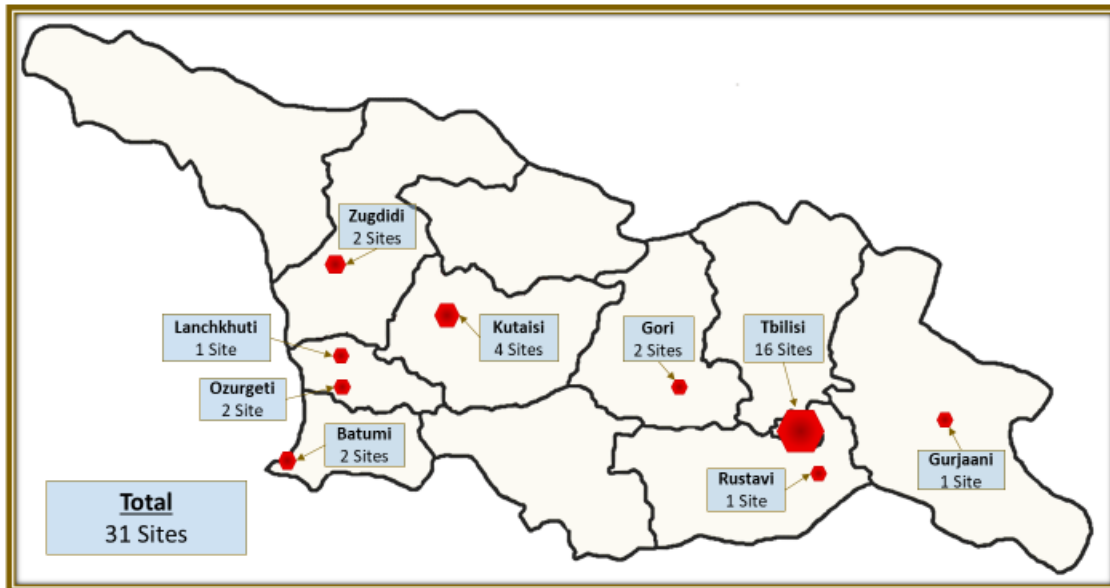 Zugdidi
2 Sites
Lanchkhuti
1 Site
Kutaisi
4 Sites
Gori
2 Sites
Tbilisi
16 Sites
Ozurgeti
2 Site
Batumi
2 Sites
Gurjaani
1 Site
Rustavi
1 Site
Total
31 Sites